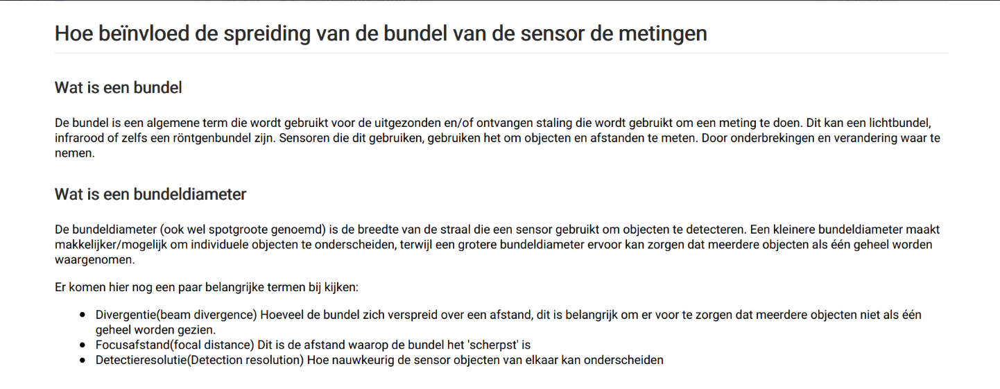 Hoe beïnvloed de spreiding van de bundel van de sensor de metingen
Wat is een bundel
De bundel is een algemene term die wordt gebruikt voor de uitgezonden en/of ontvangen staling die wordt gebruikt om een meting te doen. Dit kan een lichtbundel,
infrarood of zelfs een röntgenbundel zijn. Sensoren die dit gebruiken, gebruiken het om objecten en afstanden te meten. Door onderbrekingen en verandering waar te
nemen.
Wat is een bundeldiameter
De bundeldiameter (ook wel spotgroote genoemd) is de breedte van de straal die een sensor gebruikt om objecten te detecteren. Een kleinere bundeldiameter maakt
makkelijker/mogelijk om individuele objecten te onderscheiden, terwijl een grotere bundeldiameter ervoor kan zorgen dat meerdere objecten als één geheel worden
waargenomen.
Er komen hier nog een paar belangrijke termen bij kijken:
• Divergentie(beam divergence) Hoeveel de bundel zich verspreid over een afstand, dit is belangrijk om er voor te zorgen dat meerdere objecten niet als één
geheel worden gezien.
• Focusafstand(focal distance) Dit is de afstand waarop de bundel het 'scherpst' is
• Detectieresolutie(Detection resolution) Hoe nauwkeurig de sensor objecten van elkaar kan onderscheiden